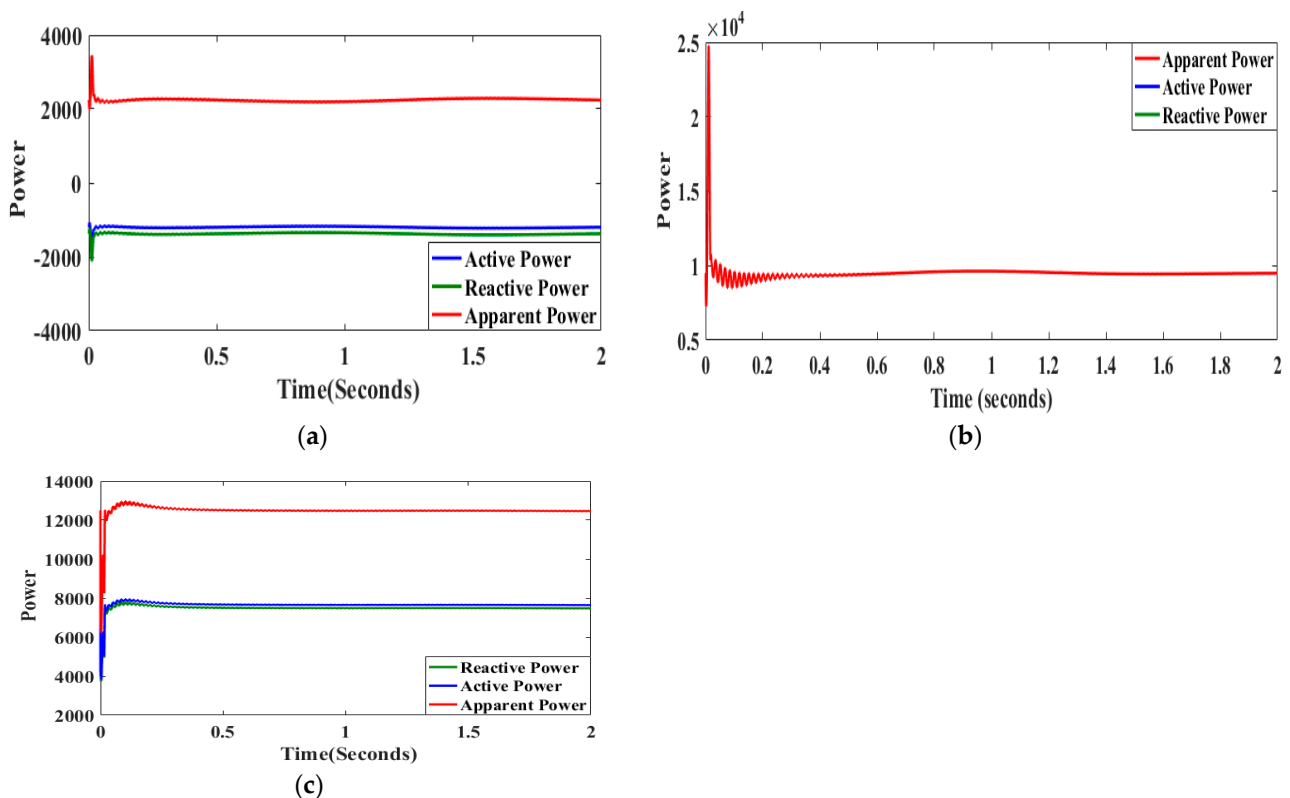 4000
2000
0
-2000
-4000
Power
0 0.5 1 1.5 2
Time(Seconds)
Active Power
Reactive Power
Apparent Power
(a)
×10^4
2.5
2
1.5
1
0.5
Power
0 0.2 0.4 0.6 0.8 1 1.2 1.4 1.6 1.8 2
Time (seconds)
Apparent Power
Active Power
Reactive Power
(b)
14000
12000
10000
8000
6000
4000
2000
Power
0 0.5 1 1.5 2
Time(Seconds)
Reactive Power
Active Power
Apparent Power
(c)